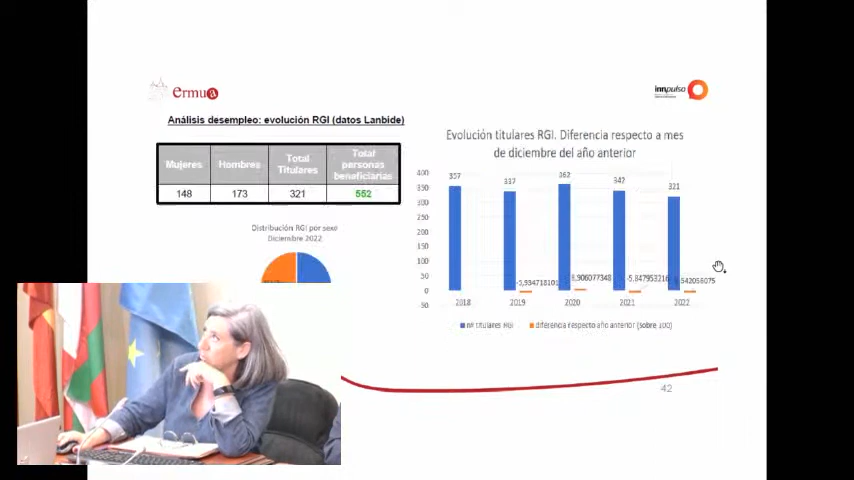 ermua
innpulso
Análisis desempleo: evolución RGI (datos Lanbide)
Mujeres Hombres Total Titulares Total personas beneficiarias
148 173 321 552
Distribución RGI por sexo
Diciembre 2022
Evolución titulares RGI. Diferencia respecto a mes
de diciembre del año anterior
400
350
300
250
200
150
100
50
0
50
357
337
362
342
321
2018 2019 2020 2021 2022
nº titulares RGI diferencia respecto año anterior (sobre 100)
42